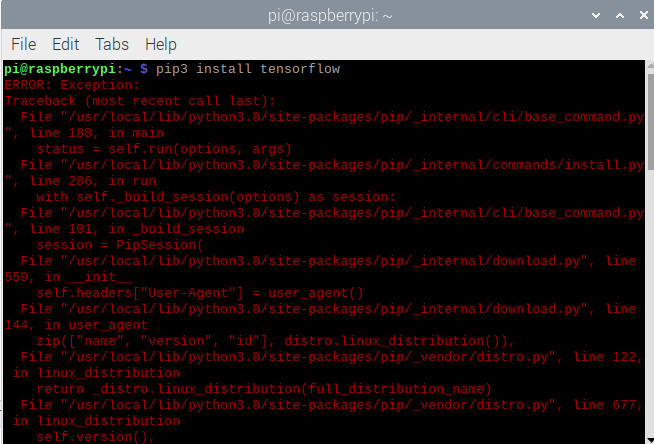 pi@raspberrypi: ~
File Edit Tabs Help
pi@raspberrypi:~ $ pip3 install tensorflow
ERROR: Exception:
Traceback (most recent call last):
  File "/usr/local/lib/python3.8/site-packages/pip/_internal/cli/base_command.py
", line 188, in main
    status = self.run(options, args)
  File "/usr/local/lib/python3.8/site-packages/pip/_internal/commands/install.py
", line 286, in run
    with self._build_session(options) as session:
  File "/usr/local/lib/python3.8/site-packages/pip/_internal/cli/base_command.py
", line 101, in _build_session
    session = PipSession(
  File "/usr/local/lib/python3.8/site-packages/pip/_internal/download.py", line
559, in __init__
    self.headers["User-Agent"] = user_agent()
  File "/usr/local/lib/python3.8/site-packages/pip/_internal/download.py", line
144, in user_agent
    zip(["name", "version", "id"], distro.linux_distribution()),
  File "/usr/local/lib/python3.8/site-packages/pip/_vendor/distro.py", line 122,
 in linux_distribution
    return _distro.linux_distribution(full_distribution_name)
  File "/usr/local/lib/python3.8/site-packages/pip/_vendor/distro.py", line 677,
 in linux_distribution
    self.version(),